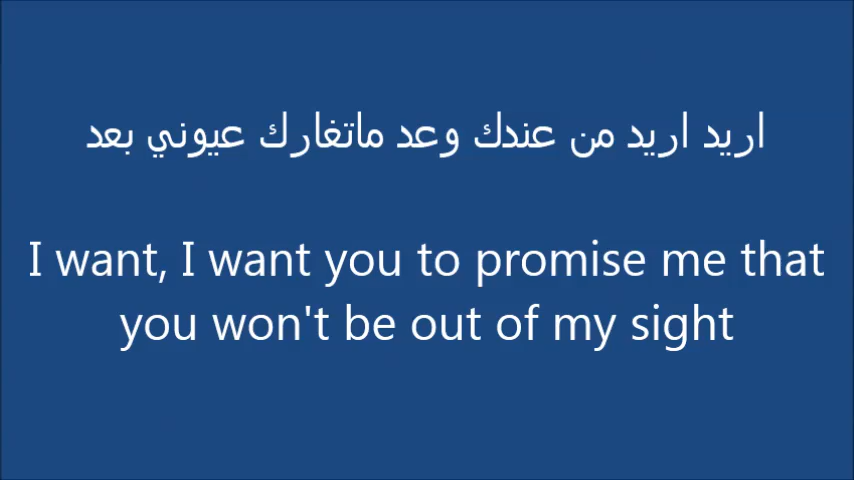 اريد اريد من عندك وعد ماتغارك عيوني بعد
I want, I want you to promise me that
you won't be out of my sight